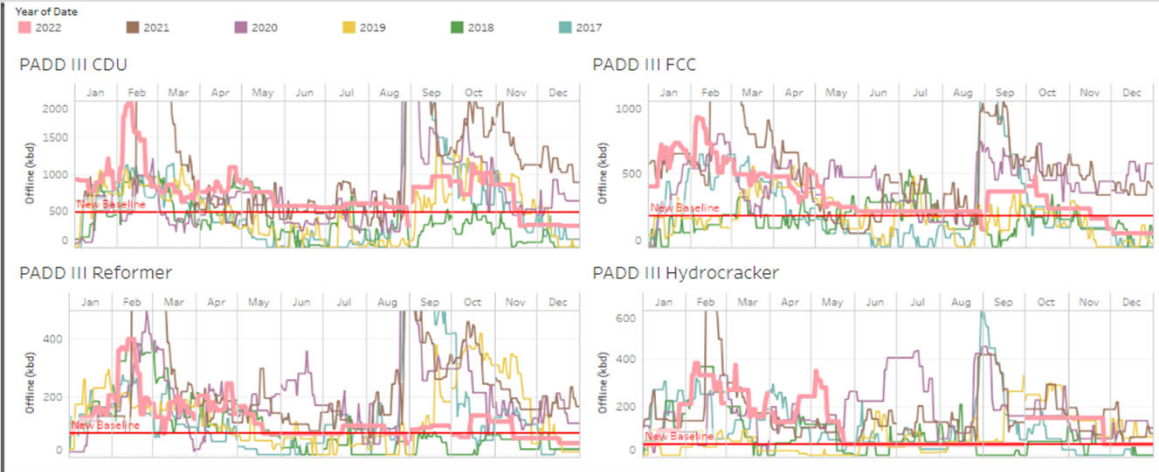 Year of Date
2022 2021 2020 2019 2018 2017
PADD III CDU
Jan Feb Mar Apr May Jun Jul Aug Sep Oct Nov Dec
2000
1500
1000
500
0
Offline (kbd)
New Baseline
PADD III FCC
Jan Feb Mar Apr May Jun Jul Aug Sep Oct Nov Dec
1000
500
0
Offline (kbd)
New Baseline
PADD III Reformer
Jan Feb Mar Apr May Jun Jul Aug Sep Oct Nov Dec
400
200
0
Offline (kbd)
New Baseline
PADD III Hydrocracker
Jan Feb Mar Apr May Jun Jul Aug Sep Oct Nov Dec
600
400
200
0
Offline (kbd)
New Baseline